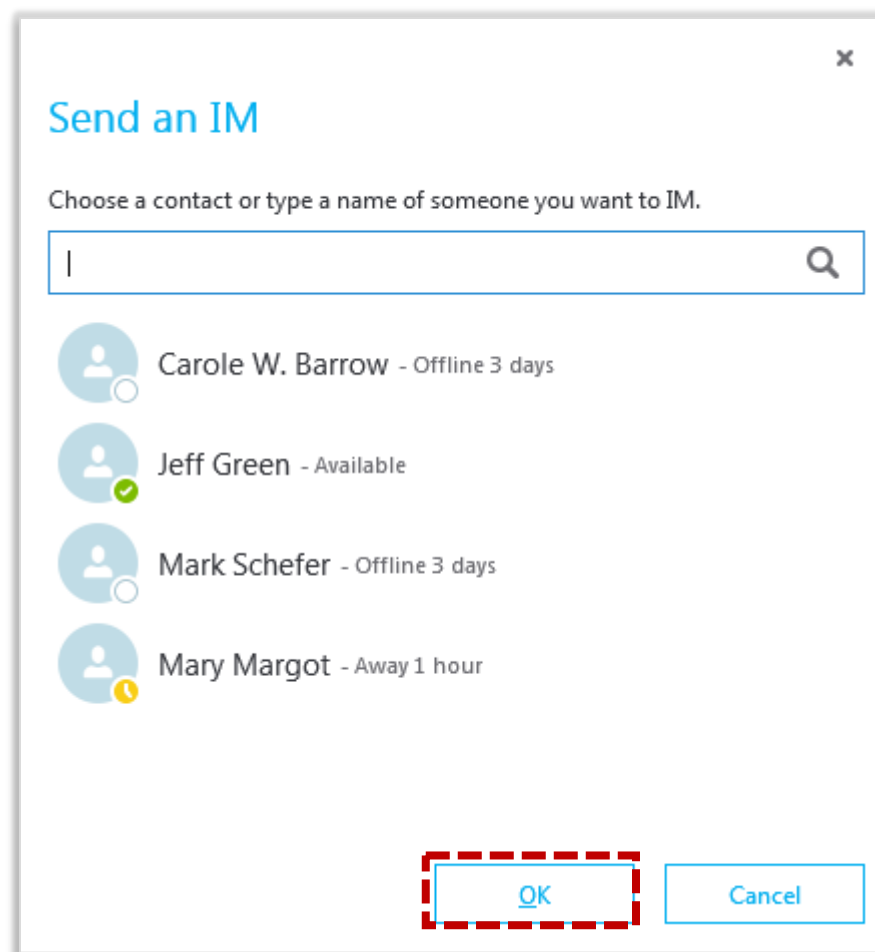 Send an IM
Choose a contact or type a name of someone you want to IM.
Carole W. Barrow - Offline 3 days
Jeff Green - Available
Mark Schefer - Offline 3 days
Mary Margot - Away 1 hour
OK
Cancel